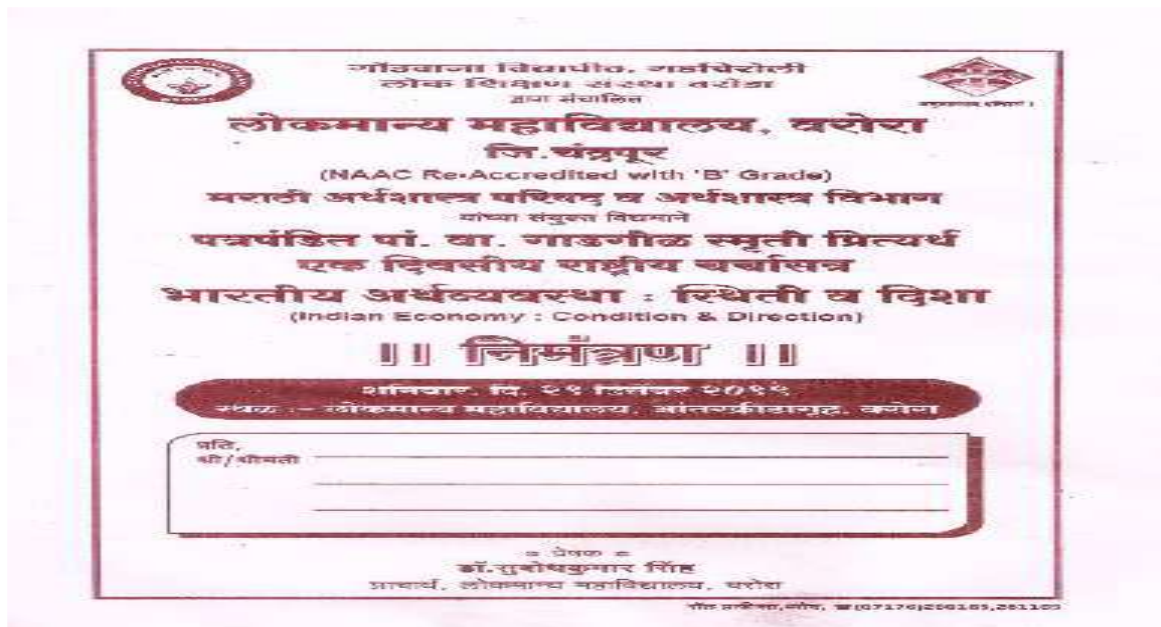 गोंडवाना विद्यापीठ, गडचिरोली
लोक शिक्षण संस्था वरोडा
द्वारा संचालित
लोकमान्य महाविद्यालय, वरोरा
जि.चंद्रपूर
(NAAC Re-Accredited with 'B' Grade)
मराठी अर्थशास्त्र परिषद व अर्थशास्त्र विभाग
यांच्या संयुक्त विद्यमाने
पत्रपंडित पां. वा. गाडगीळ स्मृती प्रित्यर्थ
एक दिवसीय राष्ट्रीय चर्चासत्र
भारतीय अर्थव्यवस्था : स्थिती व दिशा
(Indian Economy : Condition & Direction)
|| निमंत्रण ||
शनिवार, दि.
स्थळ :- लोकमान्य महाविद्यालय, आंतरक्रीडागृह, वरोरा
प्रति,
श्री/श्रीमती
प्रेषक
डॉ.सुबोधकुमार सिंह
प्राचार्य, लोकमान्य महाविद्यालय, वरोरा